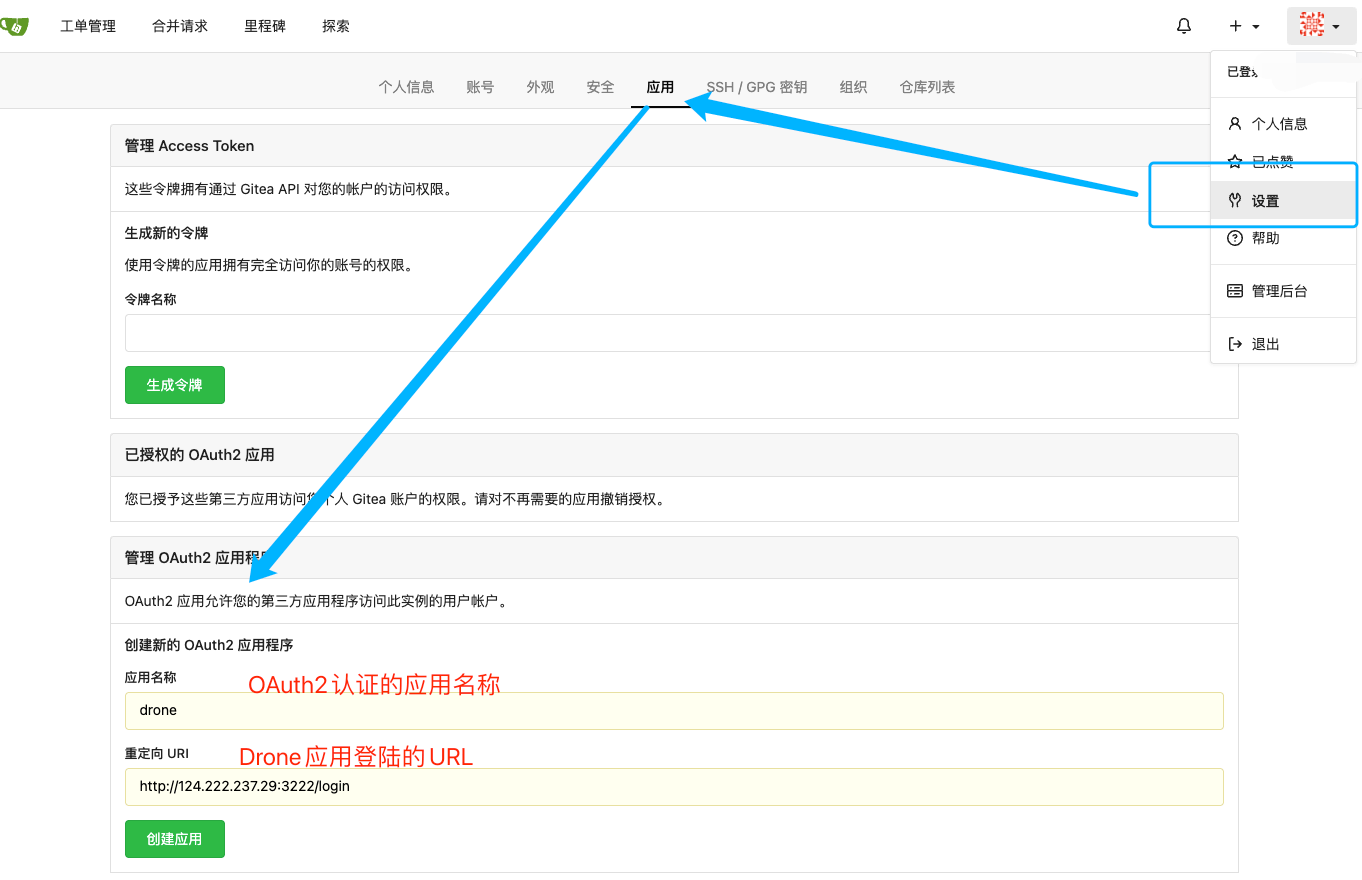 工单管理 合并请求 里程碑 探索
个人信息 账号 外观 安全 应用 SSH / GPG 密钥 组织 仓库列表
个人信息
已点赞
设置
帮助
管理后台
退出
管理 Access Token
这些令牌拥有通过 Gitea API 对您的帐户的访问权限。
生成新的令牌
使用令牌的应用拥有完全访问你的账号的权限。
令牌名称
生成令牌
已授权的 OAuth2 应用
您已授予这些第三方应用访问您个人 Gitea 账户的权限。请对不再需要的应用撤销授权。
管理 OAuth2 应用程序
OAuth2 应用允许您的第三方应用程序访问此实例的用户帐户。
创建新的 OAuth2 应用程序
应用名称
OAuth2认证的应用名称
drone
重定向 URI
Drone应用登陆的URL
http://124.222.237.29:3222/login
创建应用